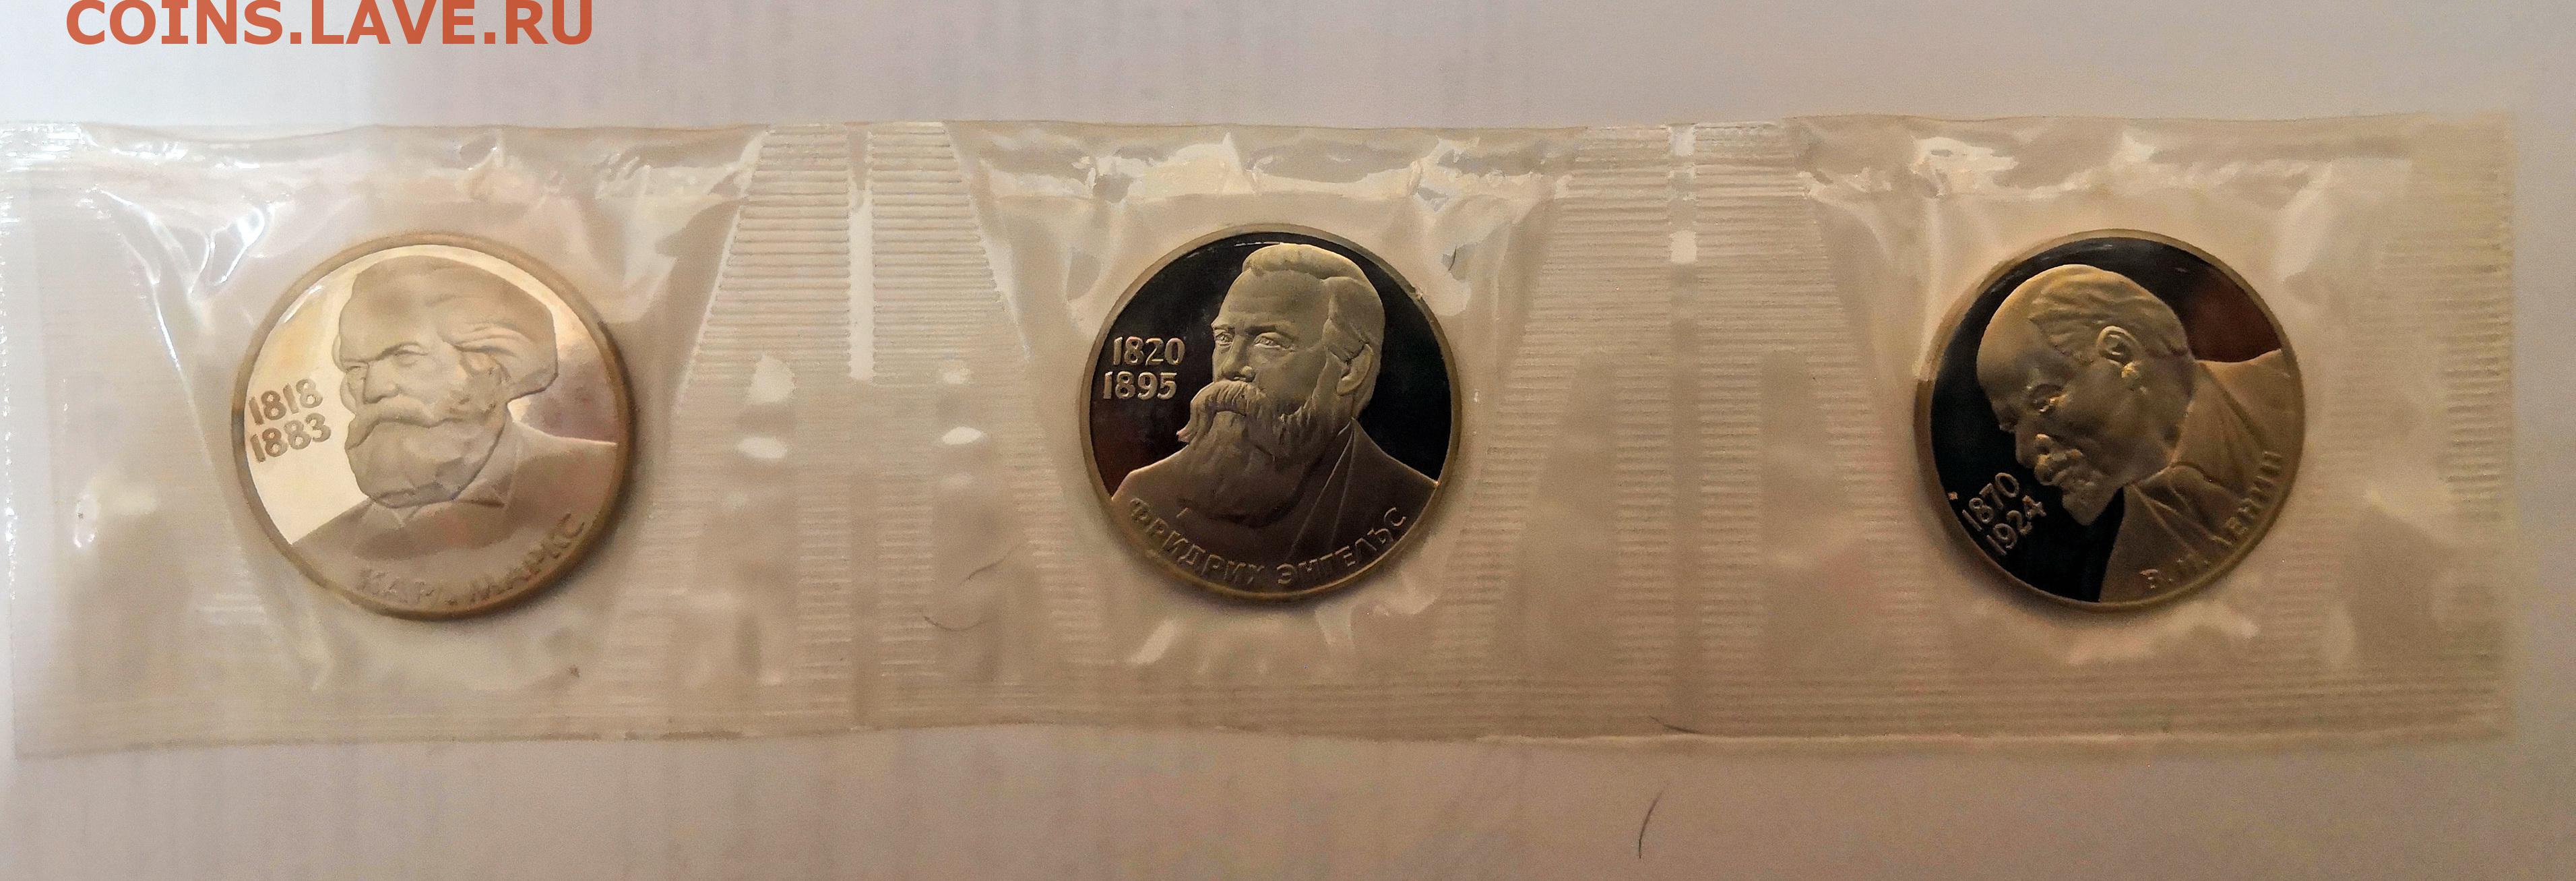 COINS.LAVE.RU
1818
1883
КАРЛ МАРКС
1820
1895
ФРИДРИХ ЭНГЕЛЬС
1870
1924
В. И. ЛЕНИН